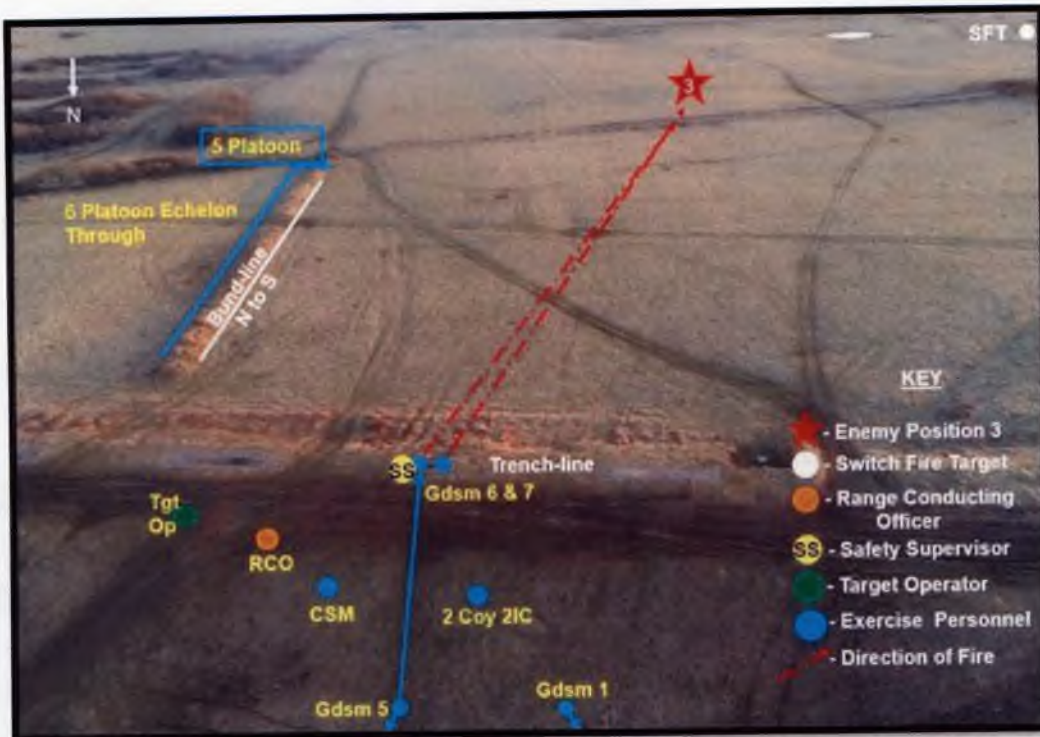 SFT
3
N
5 Platoon
6 Platoon Echelon
Through
Bund-line
N to S
KEY
- Enemy Position 3
Trench-line
- Switch Fire Target
SS
Gdsm 6 & 7
- Range Conducting
Officer
Tgt
Op
RCO
SS - Safety Supervisor
- Target Operator
CSM
2 Coy 2IC
- Exercise Personnel
- Direction of Fire
Gdsm 5
Gdsm 1